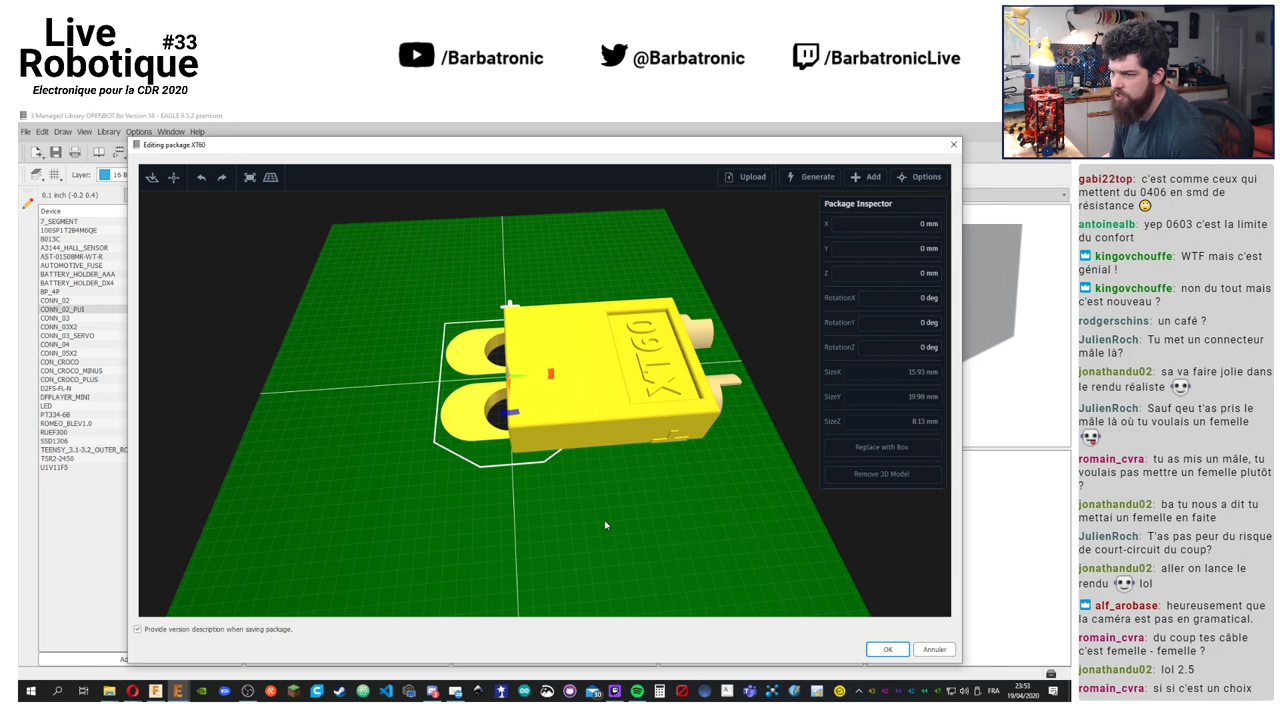 Live
Robotique #33
Electronique pour la CDR 2020
/Barbatronic
@Barbatronic
/BarbatronicLive
3 Managed Library OPENBOT.lbr Version 58 - EAGLE 9.5.2 premium
File Edit Draw View Library Options Window Help
Layer: 16 B
0.1 inch (-0.2 0.4)
Device
7_SEGMENT
100SP1T2B4M6QE
8013C
A3144_HALL_SENSOR
AST-01508MR-WT-R
AUTOMOTIVE_FUSE
BATTERY_HOLDER_AAA
BATTERY_HOLDER_DX4
BP_4P
CONN_02
CONN_02_PUI
CONN_03
CONN_03X2
CONN_03_SERVO
CONN_04
CONN_05X2
CON_CROCO
CON_CROCO_MINUS
CON_CROCO_PLUS
D2FS-FL-N
DFPLAYER_MINI
LED
PT334-6B
ROMEO_BLEV1.0
RUEF300
SSD1306
TEENSY_3.1-3.2_OUTER_RO
TSR2-2450
U1V11F5
Editing package XT60
Upload Generate Add Options
Package Inspector
X 0 mm
Y 0 mm
Z 0 mm
RotationX 0 deg
RotationY 0 deg
RotationZ 0 deg
SizeX 15.93 mm
SizeY 19.98 mm
SizeZ 8.13 mm
Replace with Box
Remove 3D Model
XT60
Provide version description when saving package.
OK Annuler
gabi22top: c'est comme ceux qui
mettent du 0406 en smd de
résistance
antoinealb: yep 0603 c'est la limite
du confort
kingovchouffe: WTF mais c'est
génial !
kingovchouffe: non du tout mais
c'est nouveau ?
rodgerschins: un café ?
JulienRoch: Tu met un connecteur
mâle là?
jonathandu02: sa va faire jolie dans
le rendu réaliste
JulienRoch: Sauf qeu t'as pris le
mâle là où tu voulais un femelle
romain_cvra: tu as mis un mâle, tu
voulais pas mettre un femelle plutôt
?
jonathandu02: ba tu nous a dit tu
mettai un femelle en faite
JulienRoch: T'as pas peur du risque
de court-circuit du coup?
jonathandu02: aller on lance le
rendu lol
alf_arobase: heureusement que
la caméra est pas en gramatical.
romain_cvra: du coup tes câble
c'est femelle - femelle ?
jonathandu02: lol 2.5
romain_cvra: si si c'est un choix
FRA
23:53
19/04/2020